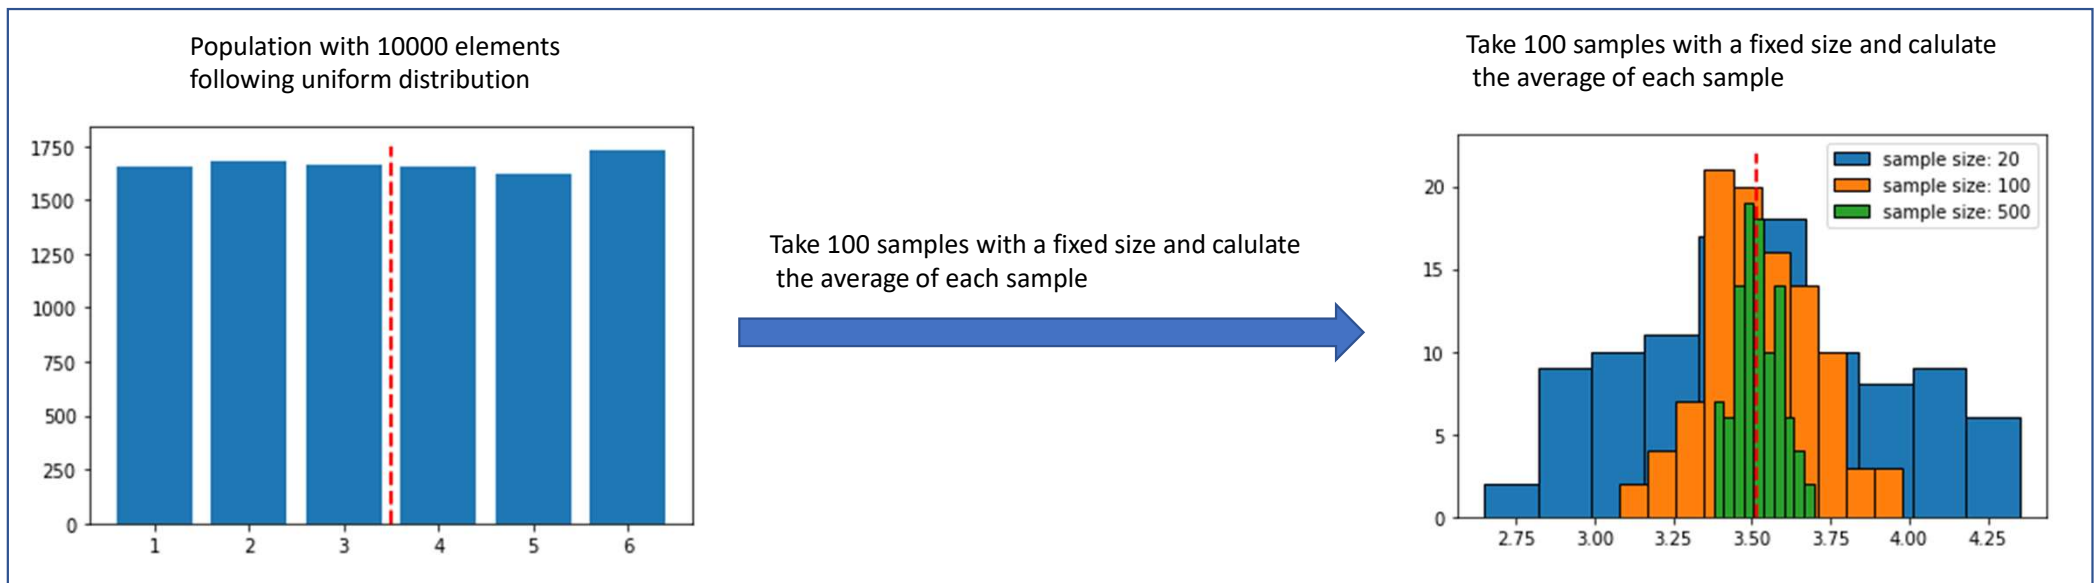 Population with 10000 elements
following uniform distribution
1750
1500
1250
1000
750
500
250
0
1 2 3 4 5 6
Take 100 samples with a fixed size and calulate
the average of each sample
Take 100 samples with a fixed size and calulate
the average of each sample
sample size: 20
sample size: 100
sample size: 500
20
15
10
5
0
2.75 3.00 3.25 3.50 3.75 4.00 4.25